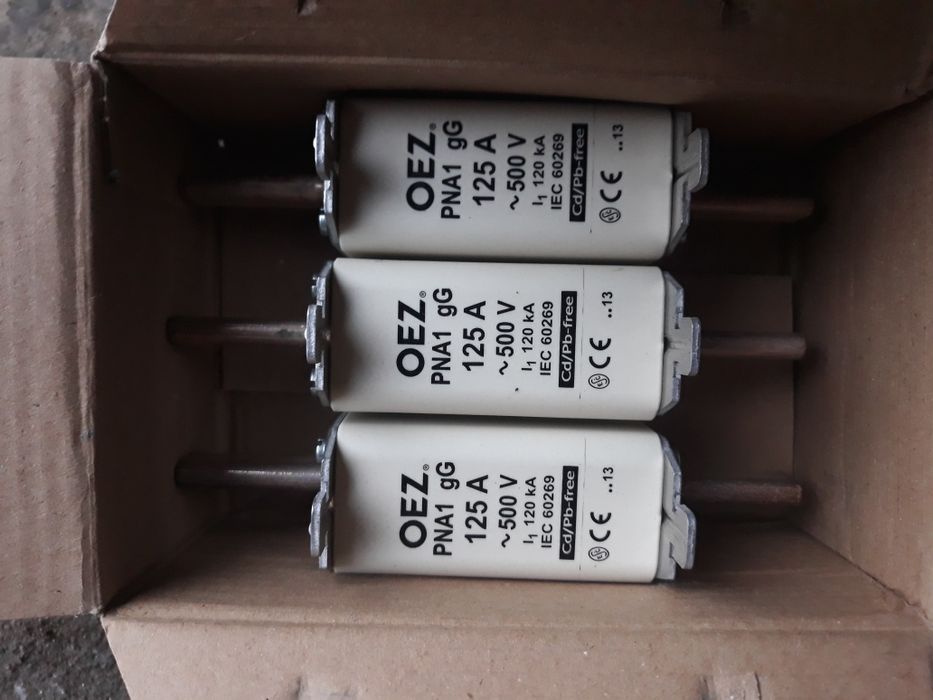 OEZ®
PNA1 gG
125 A
~500 V
I₁ 120 kA
IEC 60269
Cd/Pb-free
CE ..13
OEZ®
PNA1 gG
125 A
~500 V
I₁ 120 kA
IEC 60269
Cd/Pb-free
CE ..13
OEZ®
PNA1 gG
125 A
~500 V
I₁ 120 kA
IEC 60269
Cd/Pb-free
CE ..13